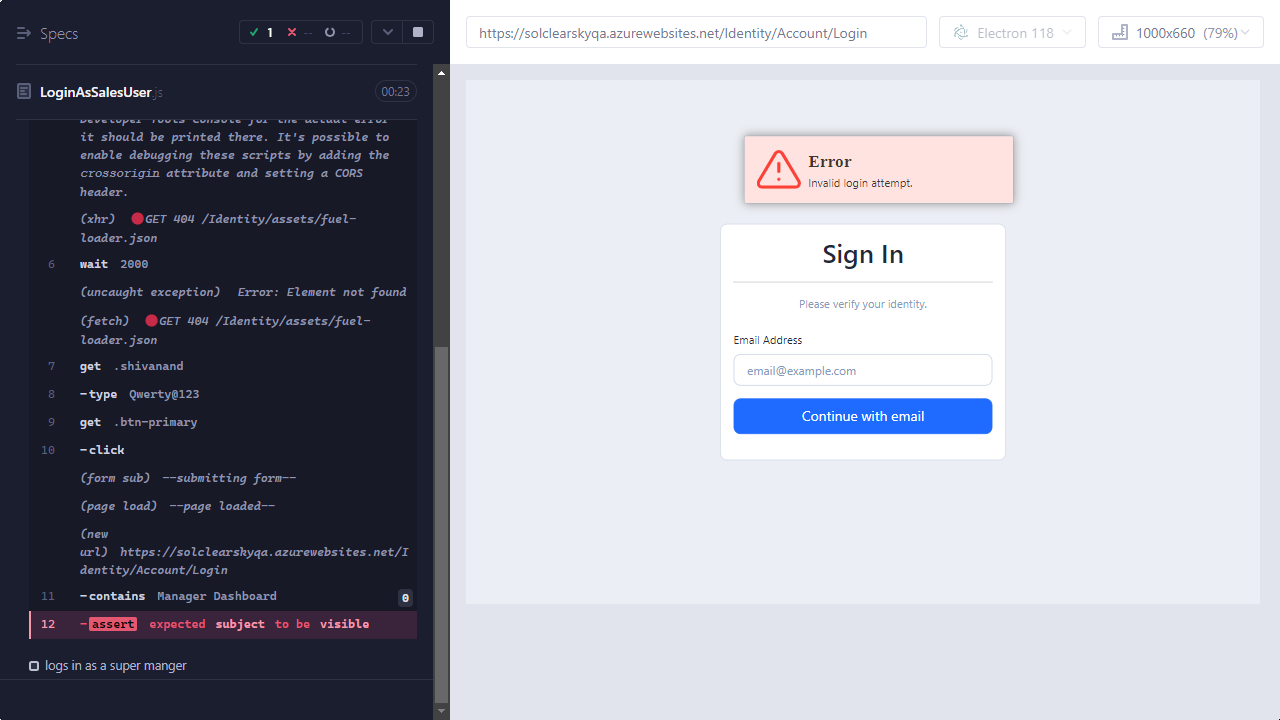 Specs
1
--
--
https://solclearskyqa.azurewebsites.net/Identity/Account/Login
Electron 118
1000x660 (79%)
LoginAsSalesUser.js
00:23
Developer Tools Console for the actual error
it should be printed there. It's possible to
enable debugging these scripts by adding the
crossorigin attribute and setting a CORS
header.
(xhr) GET 404 /Identity/assets/fuel-
loader.json
6 wait 2000
(uncaught exception) Error: Element not found
(fetch) GET 404 /Identity/assets/fuel-
loader.json
7 get .shivanand
8 -type Qwerty@123
9 get .btn-primary
10 -click
(form sub) --submitting form--
(page load) --page loaded--
(new
url) https://solclearskyqa.azurewebsites.net/I
dentity/Account/Login
11 -contains Manager Dashboard 0
12 -assert expected subject to be visible
logs in as a super manger
Error
Invalid login attempt.
Sign In
Please verify your identity.
Email Address
email@example.com
Continue with email